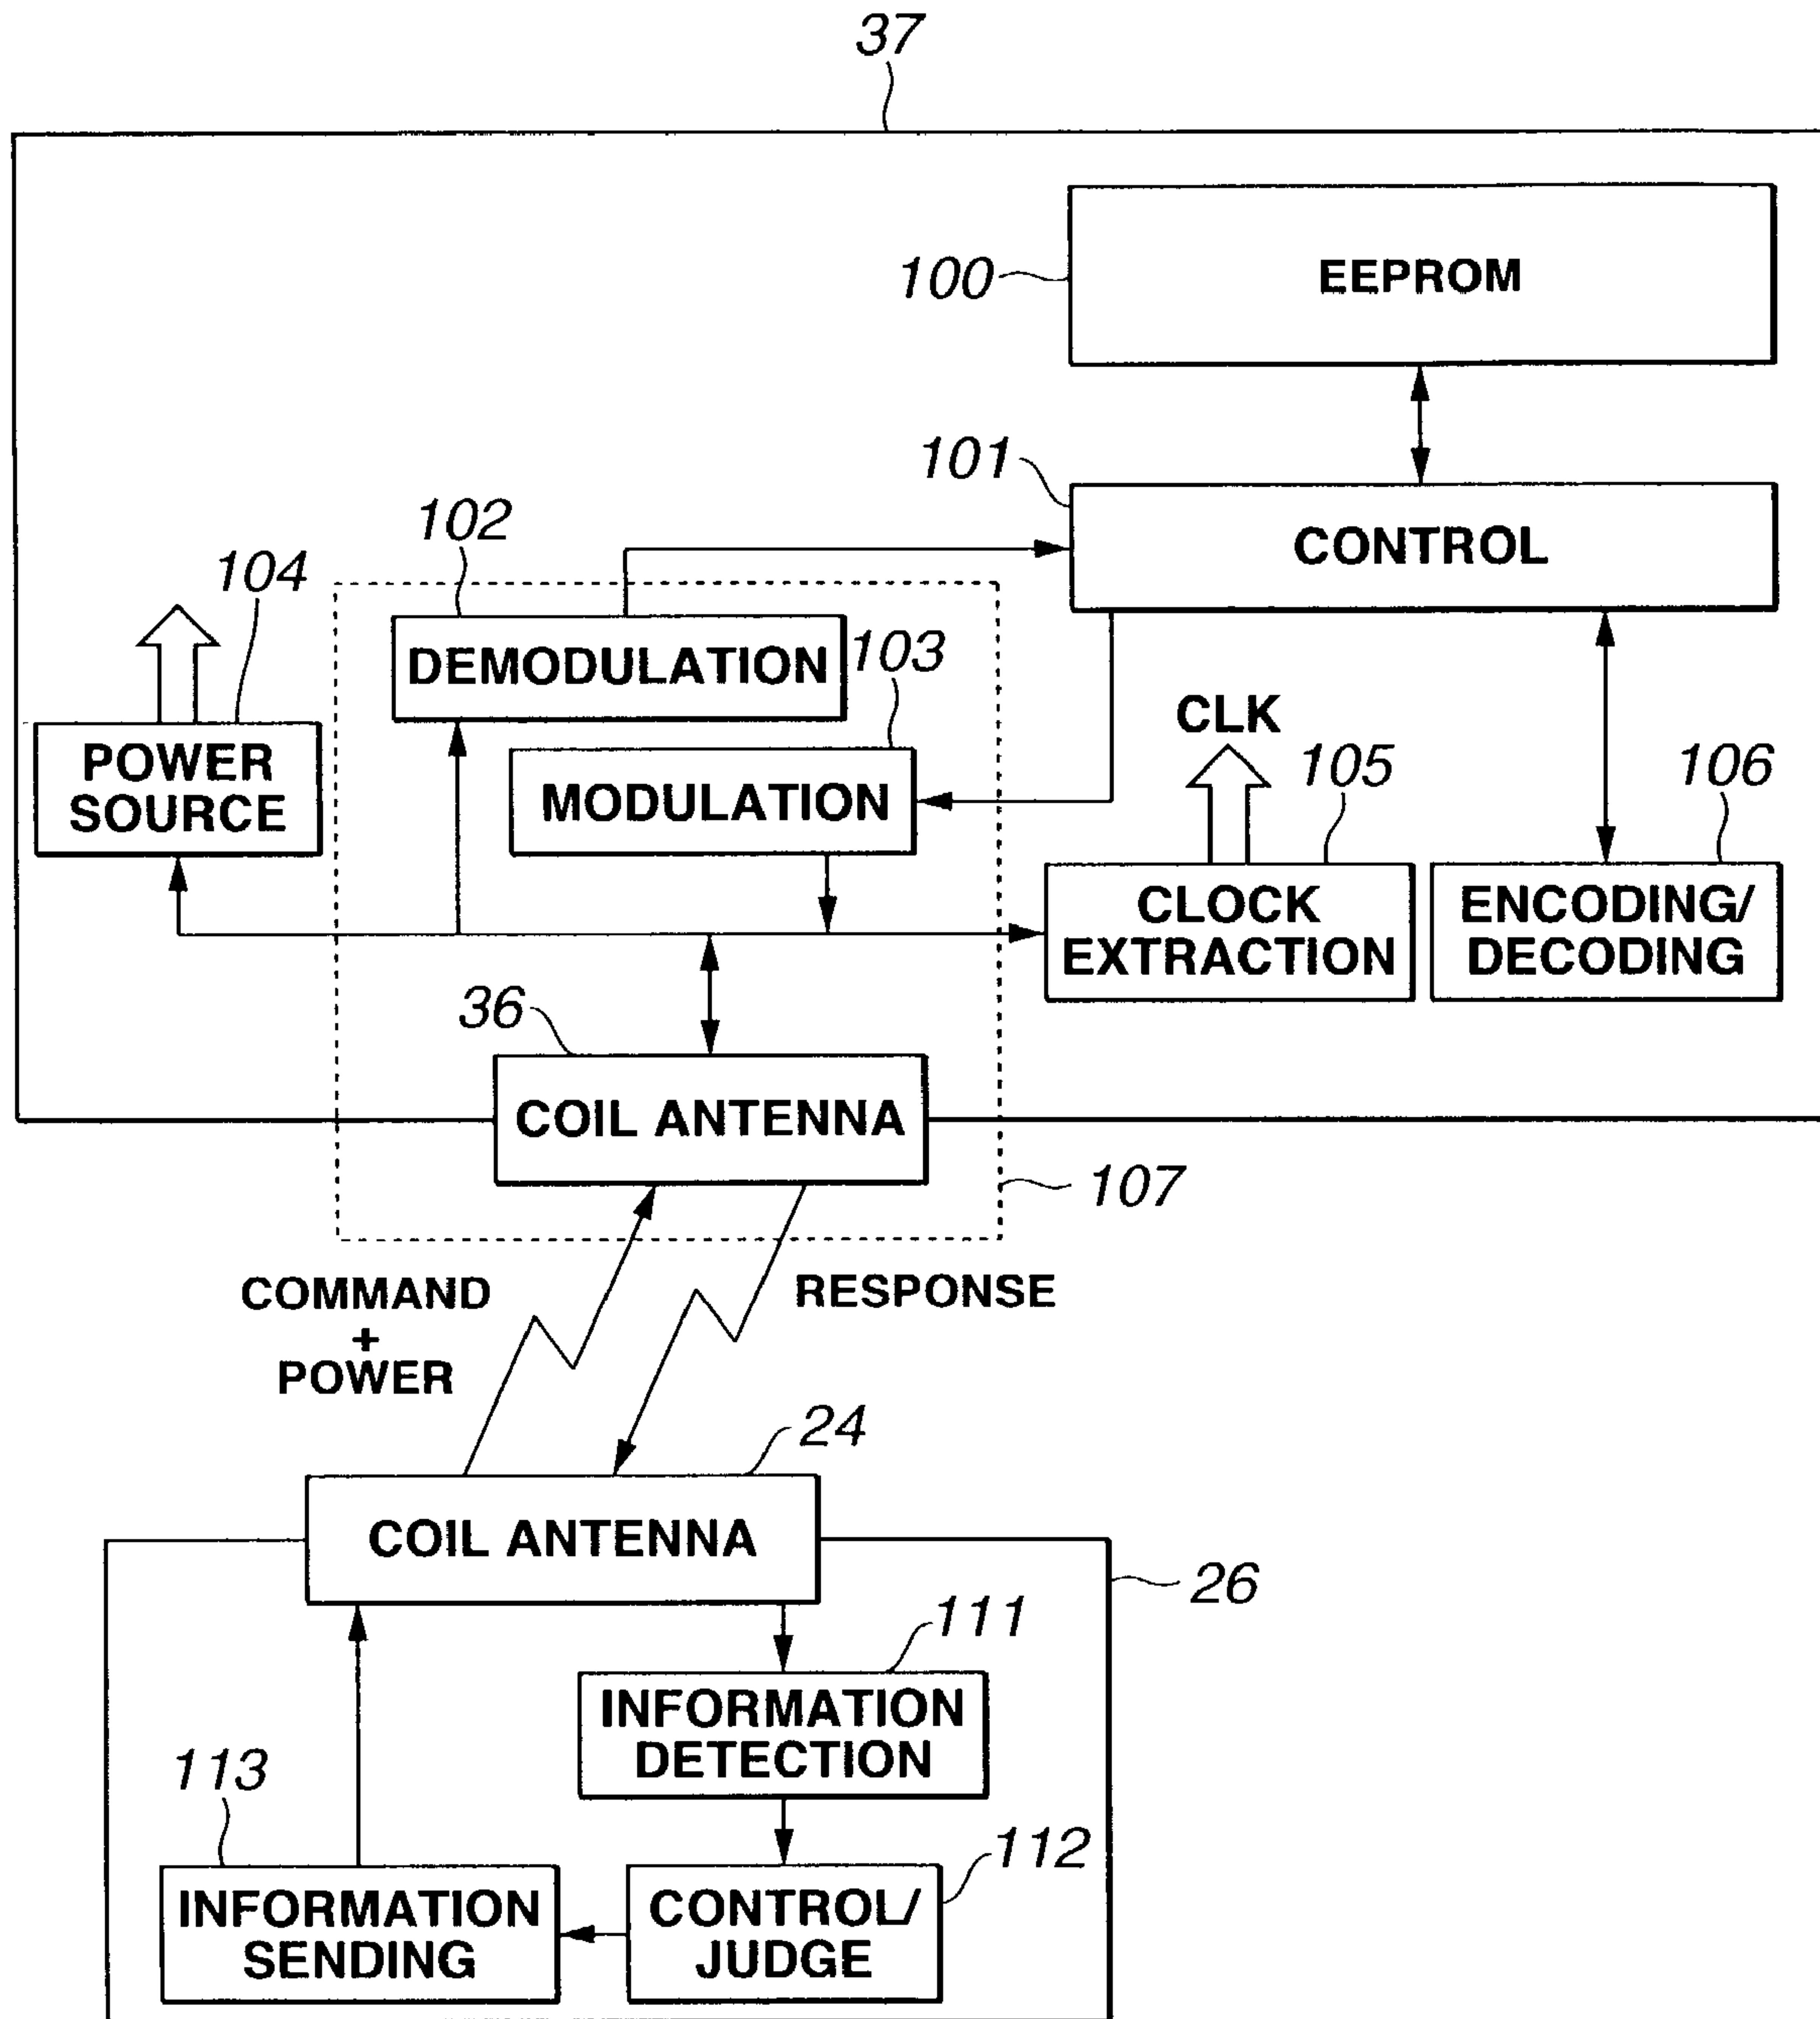 37
100
EEPROM
101
CONTROL
102
104
DEMODULATION
103
CLK
POWER
SOURCE
MODULATION
105
106
CLOCK
EXTRACTION
ENCODING/
DECODING
36
COIL ANTENNA
107
COMMAND
+
POWER
RESPONSE
24
COIL ANTENNA
26
111
INFORMATION
DETECTION
113
112
INFORMATION
SENDING
CONTROL/
JUDGE